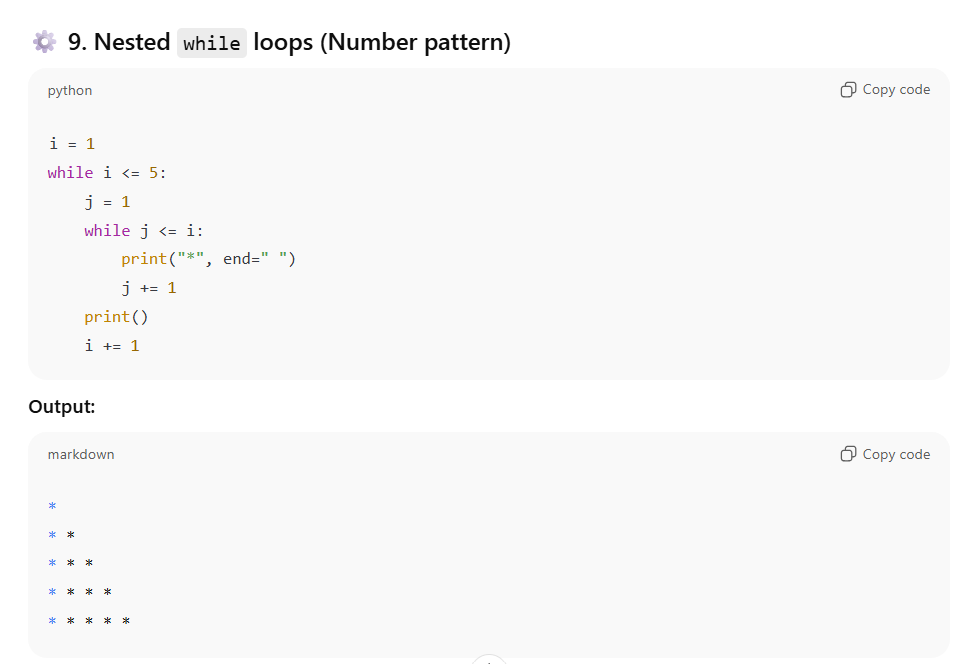 9. Nested while loops (Number pattern)
python
Copy code
i = 1
while i <= 5:
    j = 1
    while j <= i:
        print("*", end=" ")
        j += 1
    print()
    i += 1
Output:
markdown
Copy code
*
* *
* * *
* * * *
* * * * *